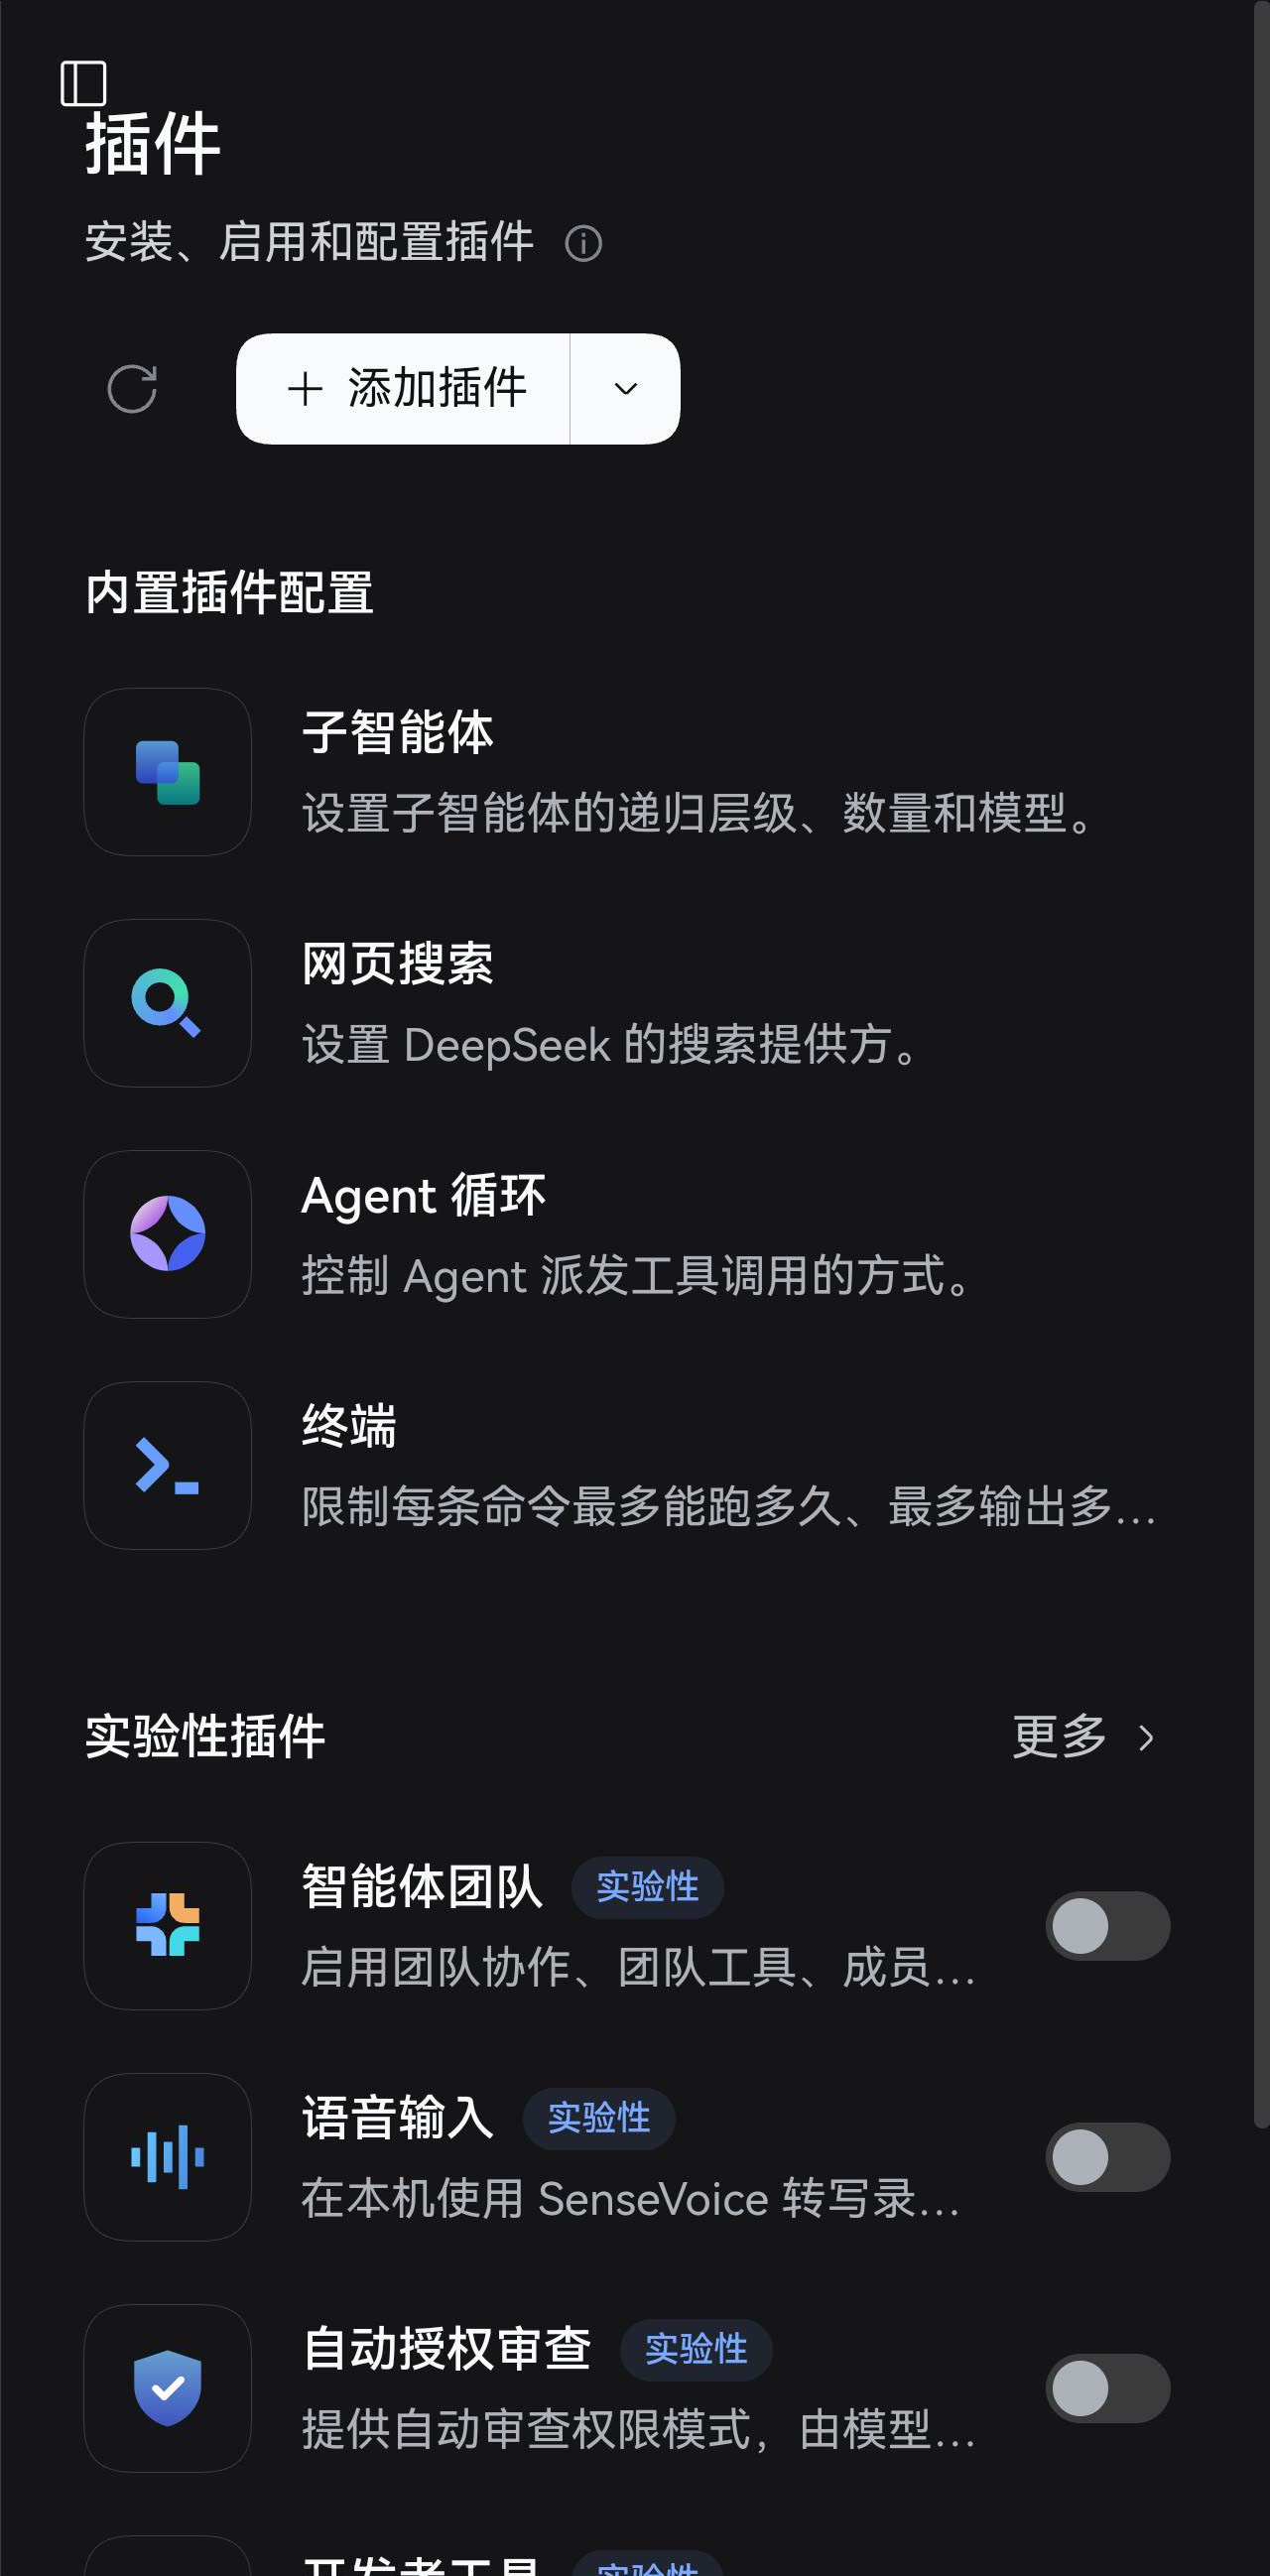 插件
安装、启用和配置插件
添加插件
内置插件配置
子智能体
设置子智能体的递归层级、数量和模型。
网页搜索
设置 DeepSeek 的搜索提供方。
Agent 循环
控制 Agent 派发工具调用的方式。
终端
限制每条命令最多能跑多久、最多输出多...
实验性插件
更多
智能体团队 实验性
启用团队协作、团队工具、成员...
语音输入 实验性
在本机使用 SenseVoice 转写录...
自动授权审查 实验性
提供自动审查权限模式，由模型...
开发者工具 实验性